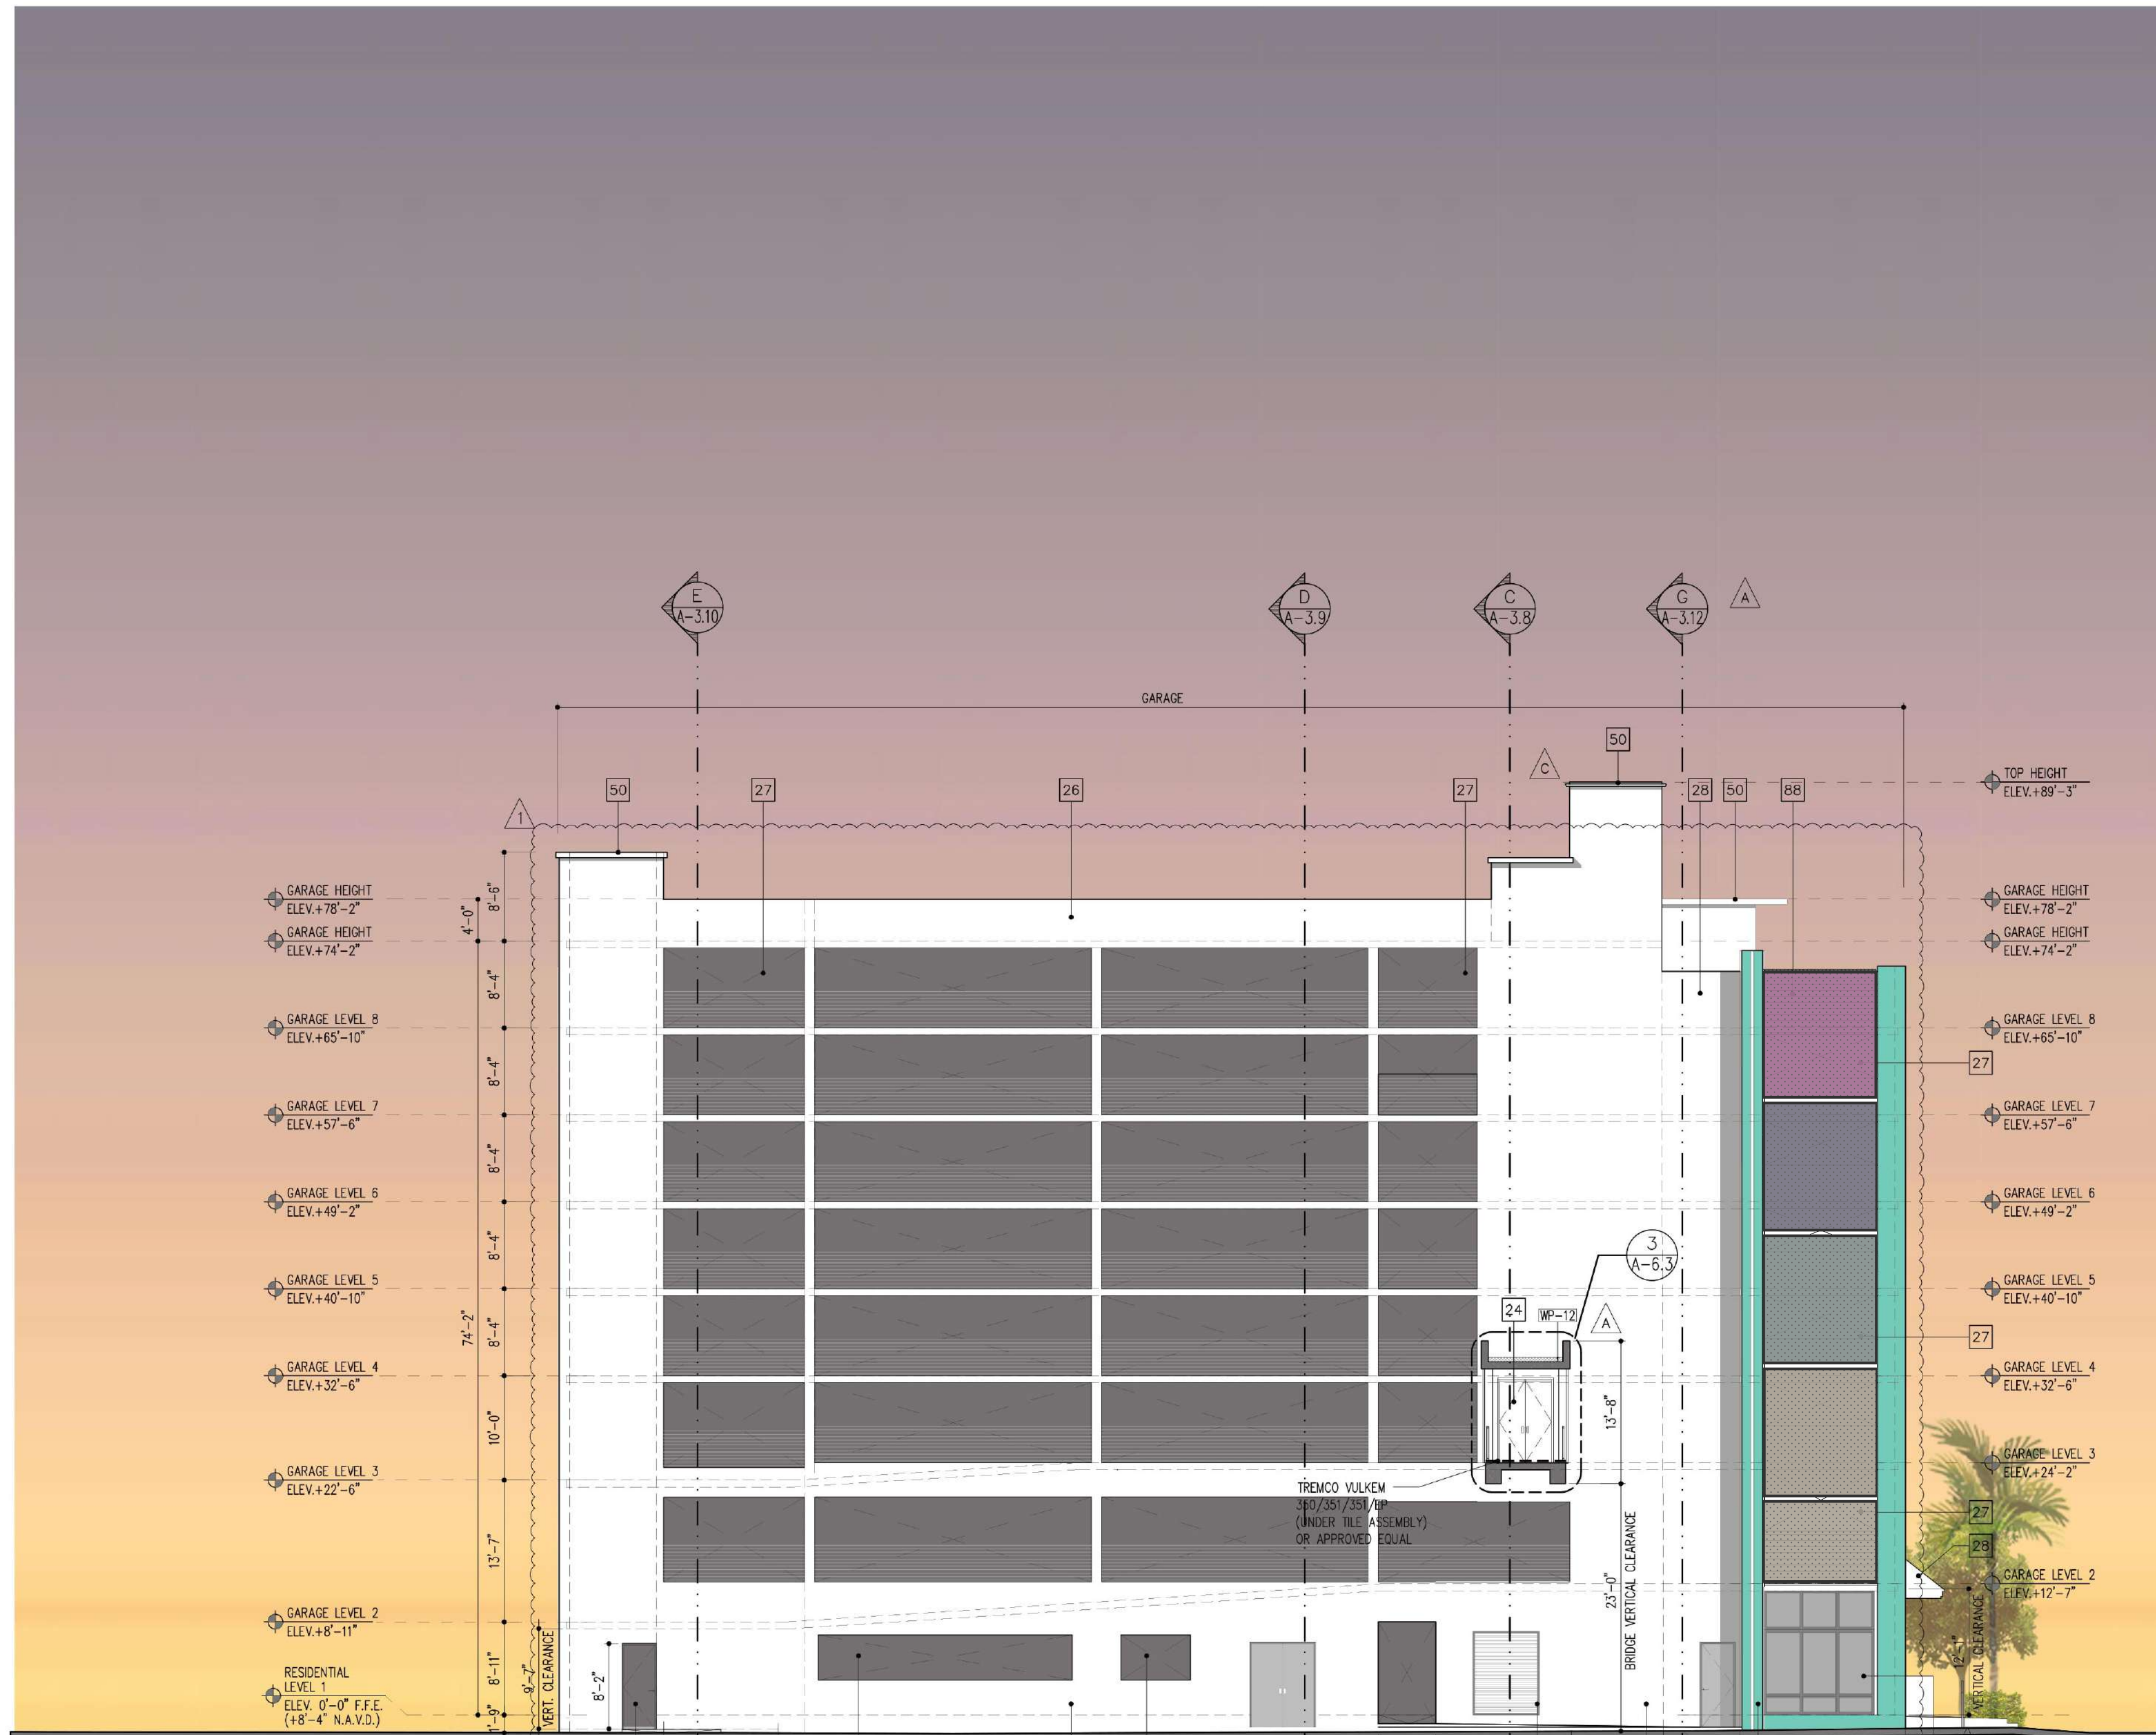 E
A-3.10
D
A-3.9
C
A-3.8
G
A-3.12
A
GARAGE
50
C
TOP HEIGHT
ELEV.+89'-3"
50
27
26
27
28
50
88
1
GARAGE HEIGHT
ELEV.+78'-2"
GARAGE HEIGHT
ELEV.+74'-2"
GARAGE LEVEL 8
ELEV.+65'-10"
GARAGE LEVEL 7
ELEV.+57'-6"
GARAGE LEVEL 6
ELEV.+49'-2"
GARAGE LEVEL 5
ELEV.+40'-10"
GARAGE LEVEL 4
ELEV.+32'-6"
GARAGE LEVEL 3
ELEV.+22'-6"
GARAGE LEVEL 2
ELEV.+8'-11"
RESIDENTIAL
LEVEL 1
ELEV. 0'-0" F.F.E.
(+8'-4" N.A.V.D.)
4'-0"
74'-2"
8'-6"
8'-4"
8'-4"
8'-4"
8'-4"
8'-4"
10'-0"
13'-7"
8'-11"
1'-9"
9'-7"
VERT. CLEARANCE
8'-2"
3
A-6.3
24
WP-12
A
13'-8"
TREMCO VULKEM
350/351/351/EP
(UNDER TILE ASSEMBLY)
OR APPROVED EQUAL
23'-0"
BRIDGE VERTICAL CLEARANCE
GARAGE HEIGHT
ELEV.+78'-2"
GARAGE HEIGHT
ELEV.+74'-2"
GARAGE LEVEL 8
ELEV.+65'-10"
27
GARAGE LEVEL 7
ELEV.+57'-6"
GARAGE LEVEL 6
ELEV.+49'-2"
GARAGE LEVEL 5
ELEV.+40'-10"
27
GARAGE LEVEL 4
ELEV.+32'-6"
GARAGE LEVEL 3
ELEV.+24'-2"
27
28
GARAGE LEVEL 2
ELEV.+12'-7"
12'-1"
VERTICAL CLEARANCE